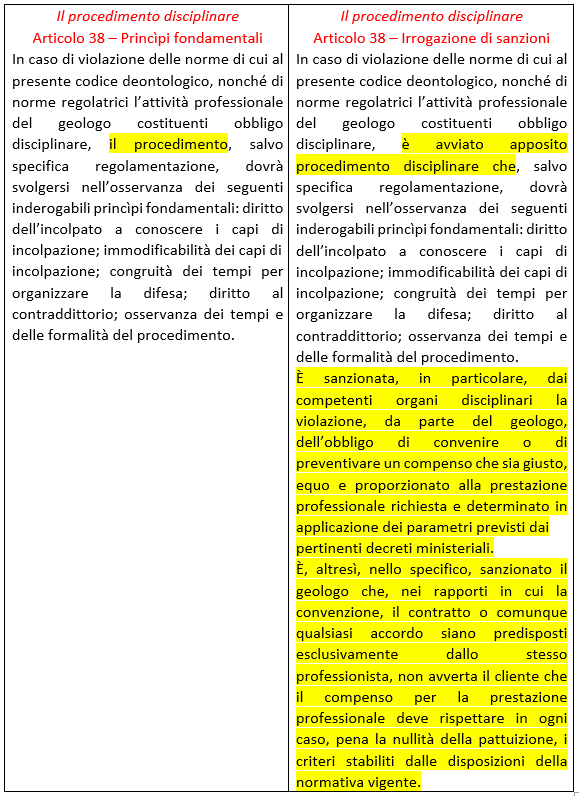 Il procedimento disciplinare
Articolo 38 – Princìpi fondamentali
In caso di violazione delle norme di cui al
presente codice deontologico, nonché di
norme regolatrici l’attività professionale
del geologo costituenti obbligo
disciplinare, il procedimento, salvo
specifica regolamentazione, dovrà
svolgersi nell’osservanza dei seguenti
inderogabili princìpi fondamentali: diritto
dell’incolpato a conoscere i capi di
incolpazione; immodificabilità dei capi di
incolpazione; congruità dei tempi per
organizzare la difesa; diritto al
contraddittorio; osservanza dei tempi e
delle formalità del procedimento.
Il procedimento disciplinare
Articolo 38 – Irrogazione di sanzioni
In caso di violazione delle norme di cui al
presente codice deontologico, nonché di
norme regolatrici l’attività professionale
del geologo costituenti obbligo
disciplinare, è avviato apposito
procedimento disciplinare che, salvo
specifica regolamentazione, dovrà
svolgersi nell’osservanza dei seguenti
inderogabili princìpi fondamentali: diritto
dell’incolpato a conoscere i capi di
incolpazione; immodificabilità dei capi di
incolpazione; congruità dei tempi per
organizzare la difesa; diritto al
contraddittorio; osservanza dei tempi e
delle formalità del procedimento.
È sanzionata, in particolare, dai
competenti organi disciplinari la
violazione, da parte del geologo,
dell’obbligo di convenire o di
preventivare un compenso che sia giusto,
equo e proporzionato alla prestazione
professionale richiesta e determinato in
applicazione dei parametri previsti dai
pertinenti decreti ministeriali.
È, altresì, nello specifico, sanzionato il
geologo che, nei rapporti in cui la
convenzione, il contratto o comunque
qualsiasi accordo siano predisposti
esclusivamente dallo stesso
professionista, non avverta il cliente che
il compenso per la prestazione
professionale deve rispettare in ogni
caso, pena la nullità della pattuizione, i
criteri stabiliti dalle disposizioni della
normativa vigente.